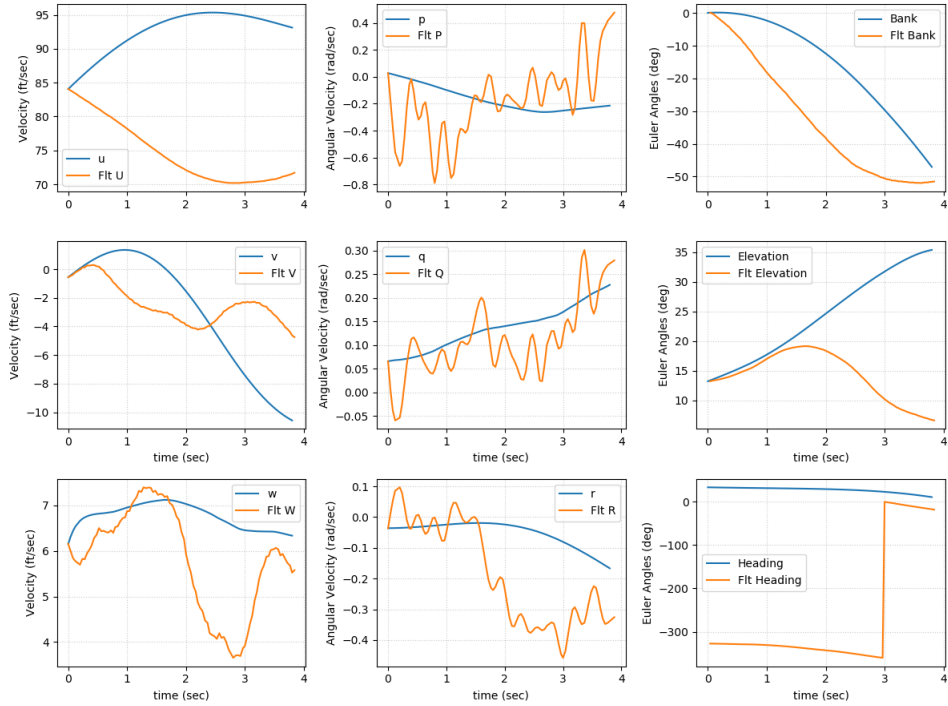 Velocity (ft/sec)
95
90
85
80
75
70
u
Flt U
0
1
2
3
4
Angular Velocity (rad/sec)
0.4
0.2
0.0
−0.2
−0.4
−0.6
−0.8
p
Flt P
0
1
2
3
4
Euler Angles (deg)
0
−10
−20
−30
−40
−50
Bank
Flt Bank
0
1
2
3
4
Velocity (ft/sec)
0
−2
−4
−6
−8
−10
v
Flt V
0
1
2
3
4
time (sec)
Angular Velocity (rad/sec)
0.30
0.25
0.20
0.15
0.10
0.05
0.00
−0.05
q
Flt Q
0
1
2
3
4
time (sec)
Euler Angles (deg)
35
30
25
20
15
10
Elevation
Flt Elevation
0
1
2
3
4
time (sec)
Velocity (ft/sec)
7
6
5
4
w
Flt W
0
1
2
3
4
time (sec)
Angular Velocity (rad/sec)
0.1
0.0
−0.1
−0.2
−0.3
−0.4
r
Flt R
0
1
2
3
4
time (sec)
Euler Angles (deg)
0
−100
−200
−300
Heading
Flt Heading
0
1
2
3
4
time (sec)